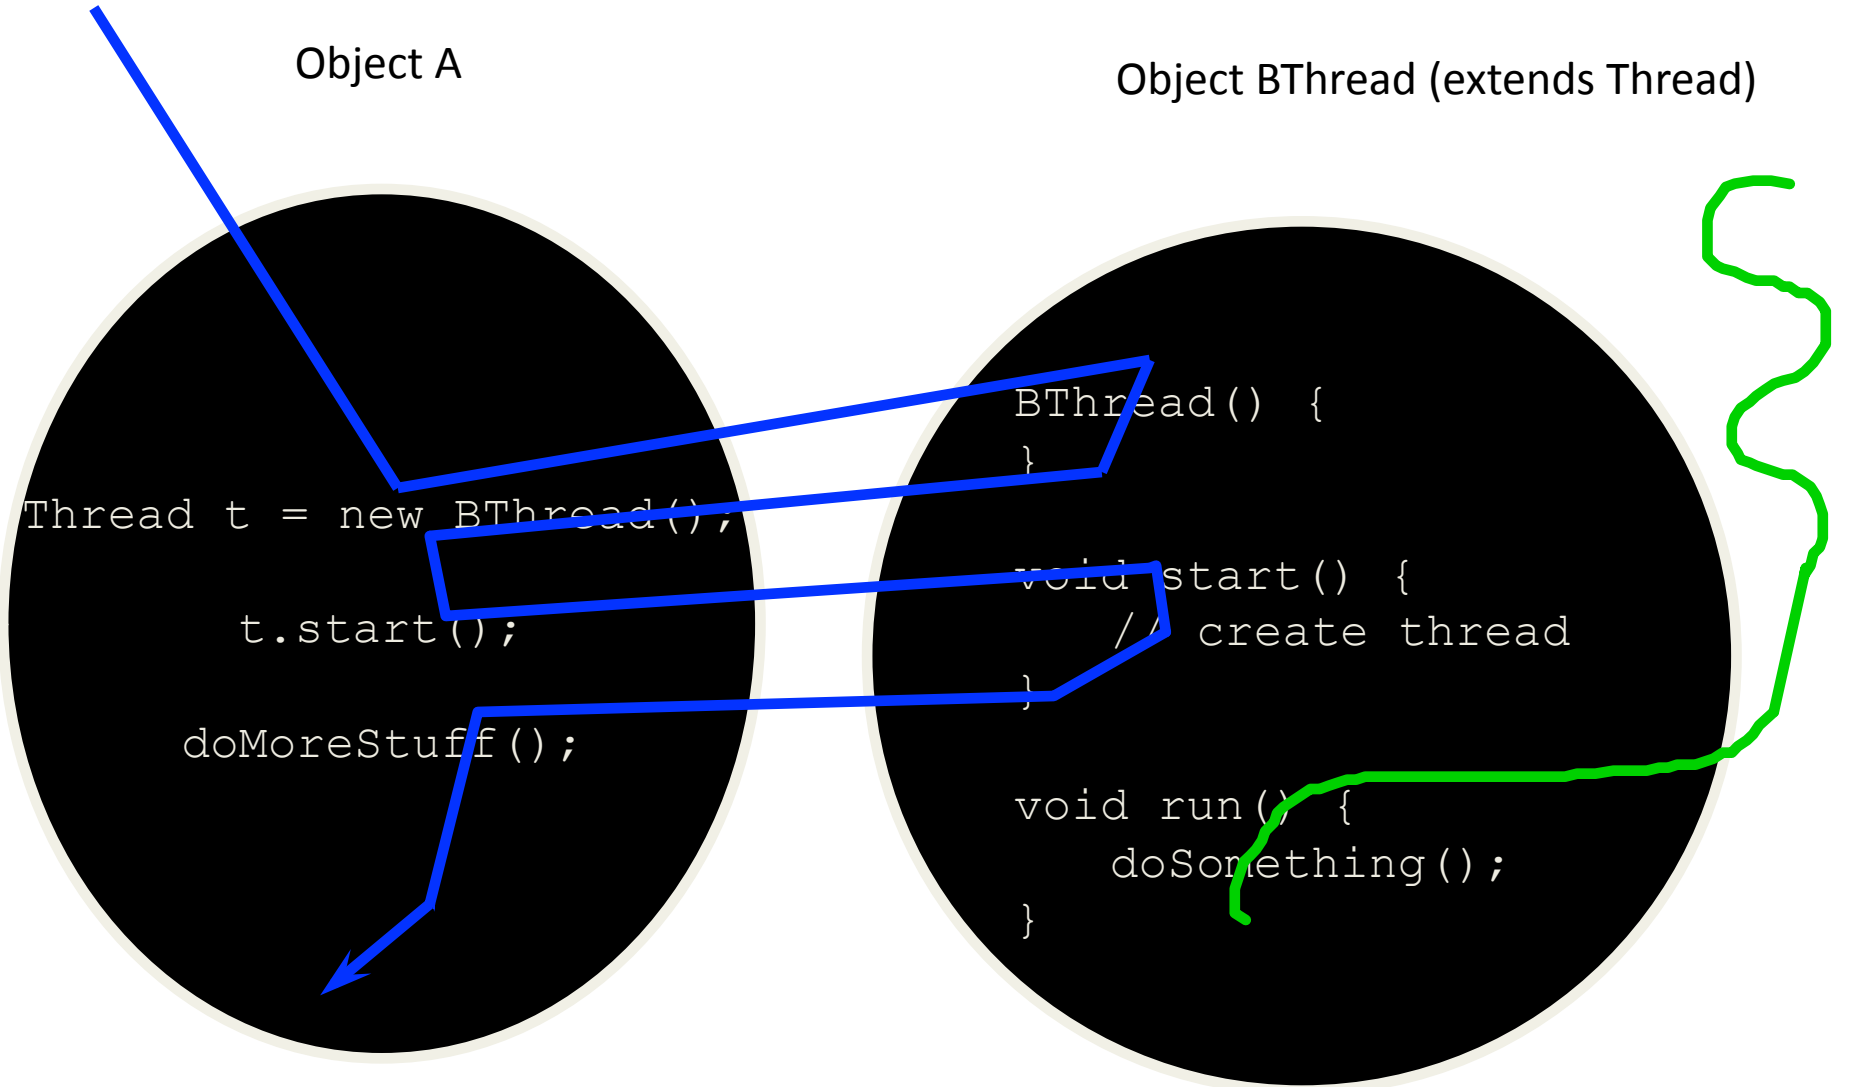 Object A
Object BThread (extends Thread)
Thread t = new BThread();
t.start();
doMoreStuff();
BThread() {
}
void start() {
// create thread
}
void run() {
doSomething();
}